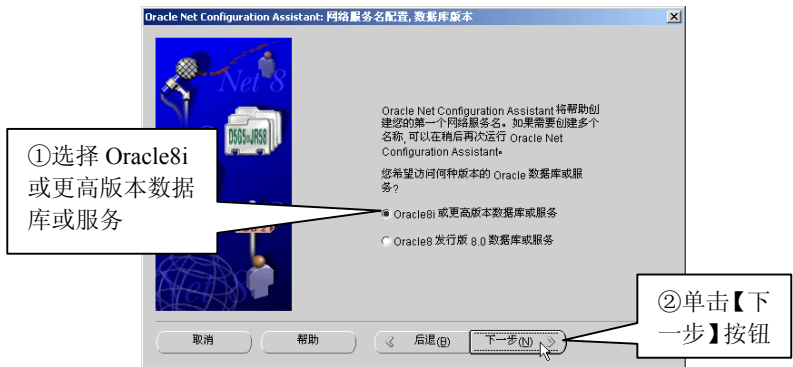 Oracle Net Configuration Assistant: 网络服务名配置, 数据库版本
Net 8
D5G5
JR58
Oracle Net Configuration Assistant 将帮助创
建您的第一个网络服务名。如果需要创建多个
名称, 可以在稍后再次运行 Oracle Net
Configuration Assistant。
您希望访问何种版本的 Oracle 数据库或服
务?
Oracle8i 或更高版本数据库或服务
Oracle8 发行版 8.0 数据库或服务
①选择 Oracle8i
或更高版本数据
库或服务
②单击【下
一步】按钮
取消
帮助
后退(B)
下一步(N)